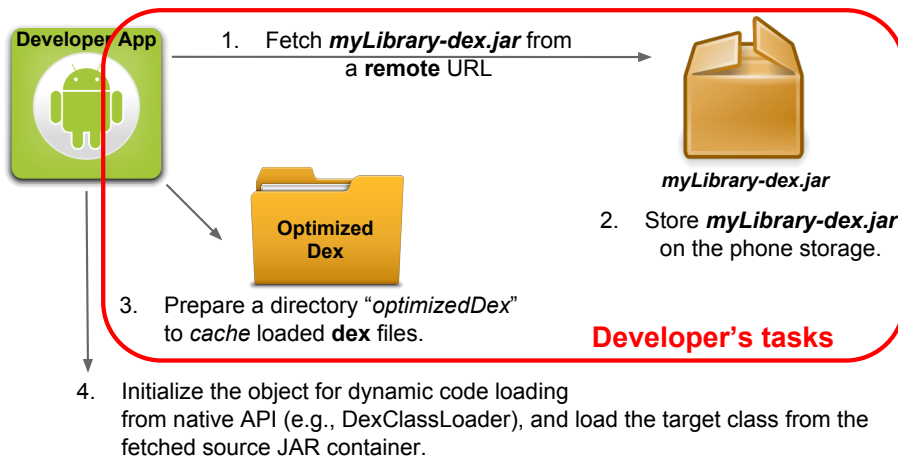 Developer App
1. Fetch myLibrary-dex.jar from
a remote URL
myLibrary-dex.jar
2. Store myLibrary-dex.jar
on the phone storage.
Optimized
Dex
3. Prepare a directory “optimizedDex”
to cache loaded dex files.
Developer’s tasks
4. Initialize the object for dynamic code loading
from native API (e.g., DexClassLoader), and load the target class from the
fetched source JAR container.